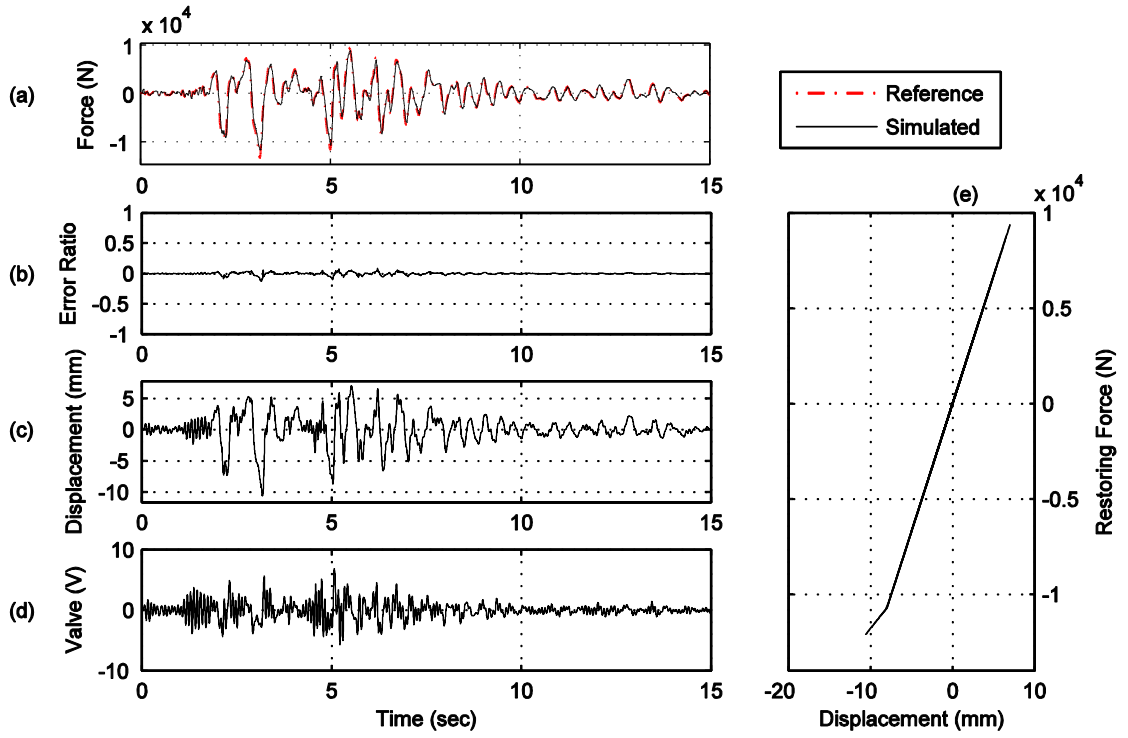 x 10^4
(a)
Force (N)
1
0
-1
0 5 10 15
Reference
Simulated
(b)
Error Ratio
1
0.5
0
-0.5
-1
0 5 10 15
(c)
Displacement (mm)
5
0
-5
-10
0 5 10 15
(d)
Valve (V)
10
0
-10
0 5 10 15
Time (sec)
(e)
x 10^4
1
0.5
0
-0.5
-1
Restoring Force (N)
-20 -10 0 10
Displacement (mm)